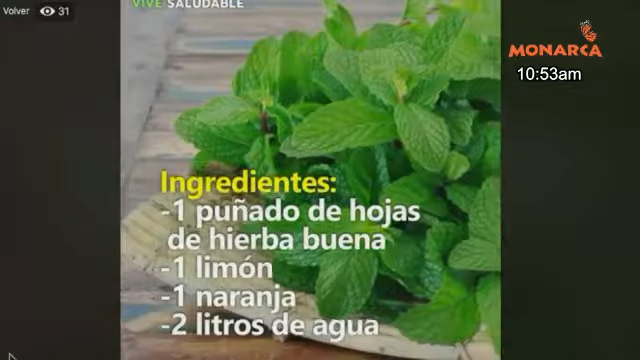 VIVE SALUDABLE
Volver 31
MONARCA
10:53am
Ingredientes:
-1 puñado de hojas
de hierba buena
-1 limón
-1 naranja
-2 litros de agua